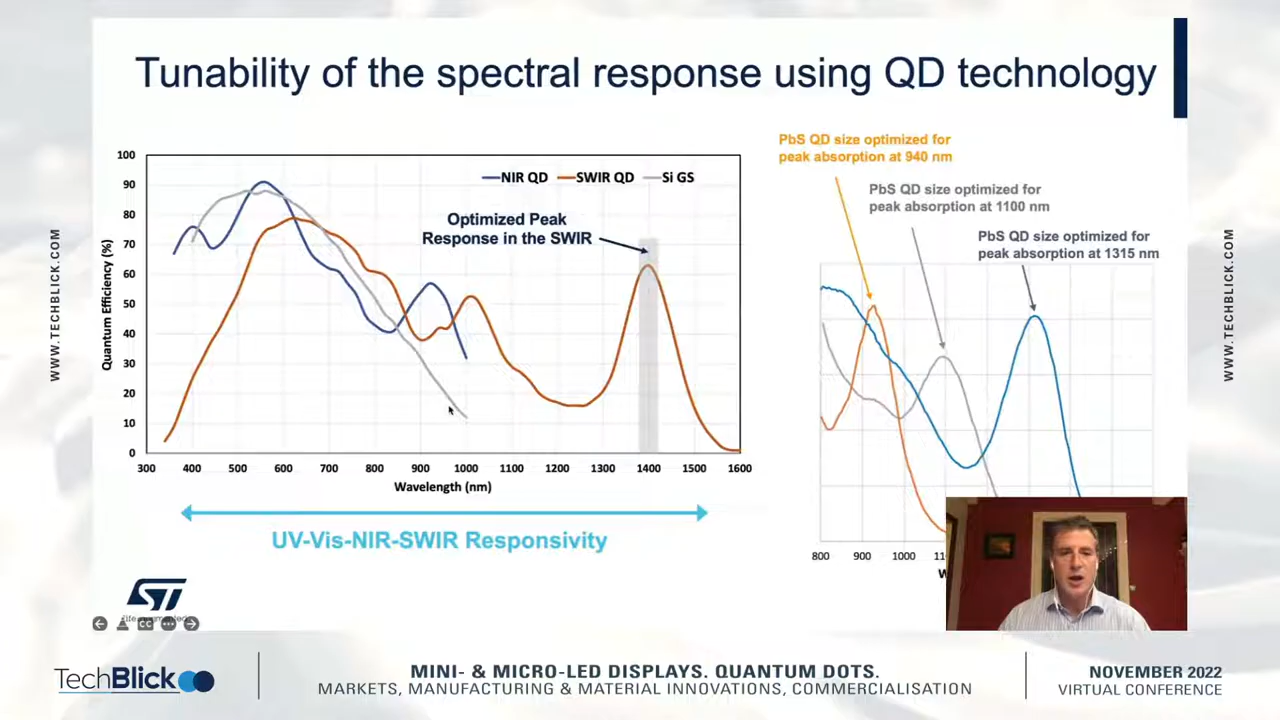 Tunability of the spectral response using QD technology
WWW.TECHBLICK.COM
100
90
80
70
60
50
40
30
20
10
0
Quantum Efficiency (%)
NIR QD
SWIR QD
Si GS
Optimized Peak
Response in the SWIR
300 400 500 600 700 800 900 1000 1100 1200 1300 1400 1500 1600
Wavelength (nm)
UV-Vis-NIR-SWIR Responsivity
PbS QD size optimized for
peak absorption at 940 nm
PbS QD size optimized for
peak absorption at 1100 nm
PbS QD size optimized for
peak absorption at 1315 nm
800 900 1000
WWW.TECHBLICK.COM
ST
CC
TechBlick
MINI- & MICRO-LED DISPLAYS. QUANTUM DOTS.
MARKETS, MANUFACTURING & MATERIAL INNOVATIONS, COMMERCIALISATION
NOVEMBER 2022
VIRTUAL CONFERENCE